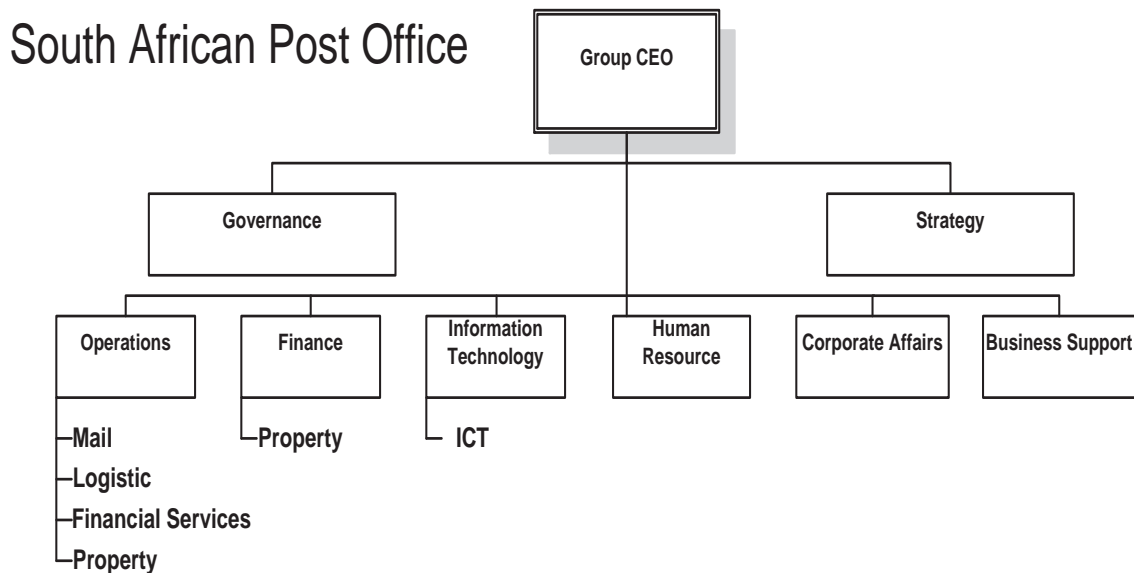 South African Post Office
Group CEO
Governance
Strategy
Operations
Finance
Information
Technology
Human
Resource
Corporate Affairs
Business Support
Mail
Logistic
Financial Services
Property
Property
ICT